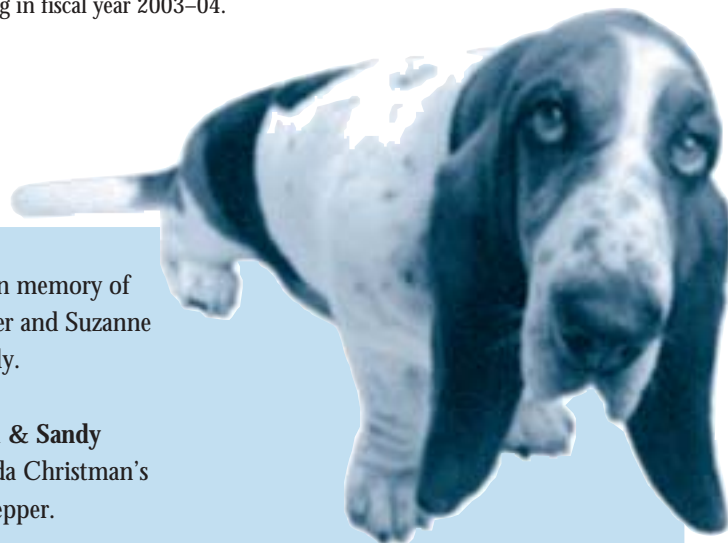 g in fiscal year 2003–04.
n memory of
er and Suzanne
ly.
& Sandy
da Christman's
epper.